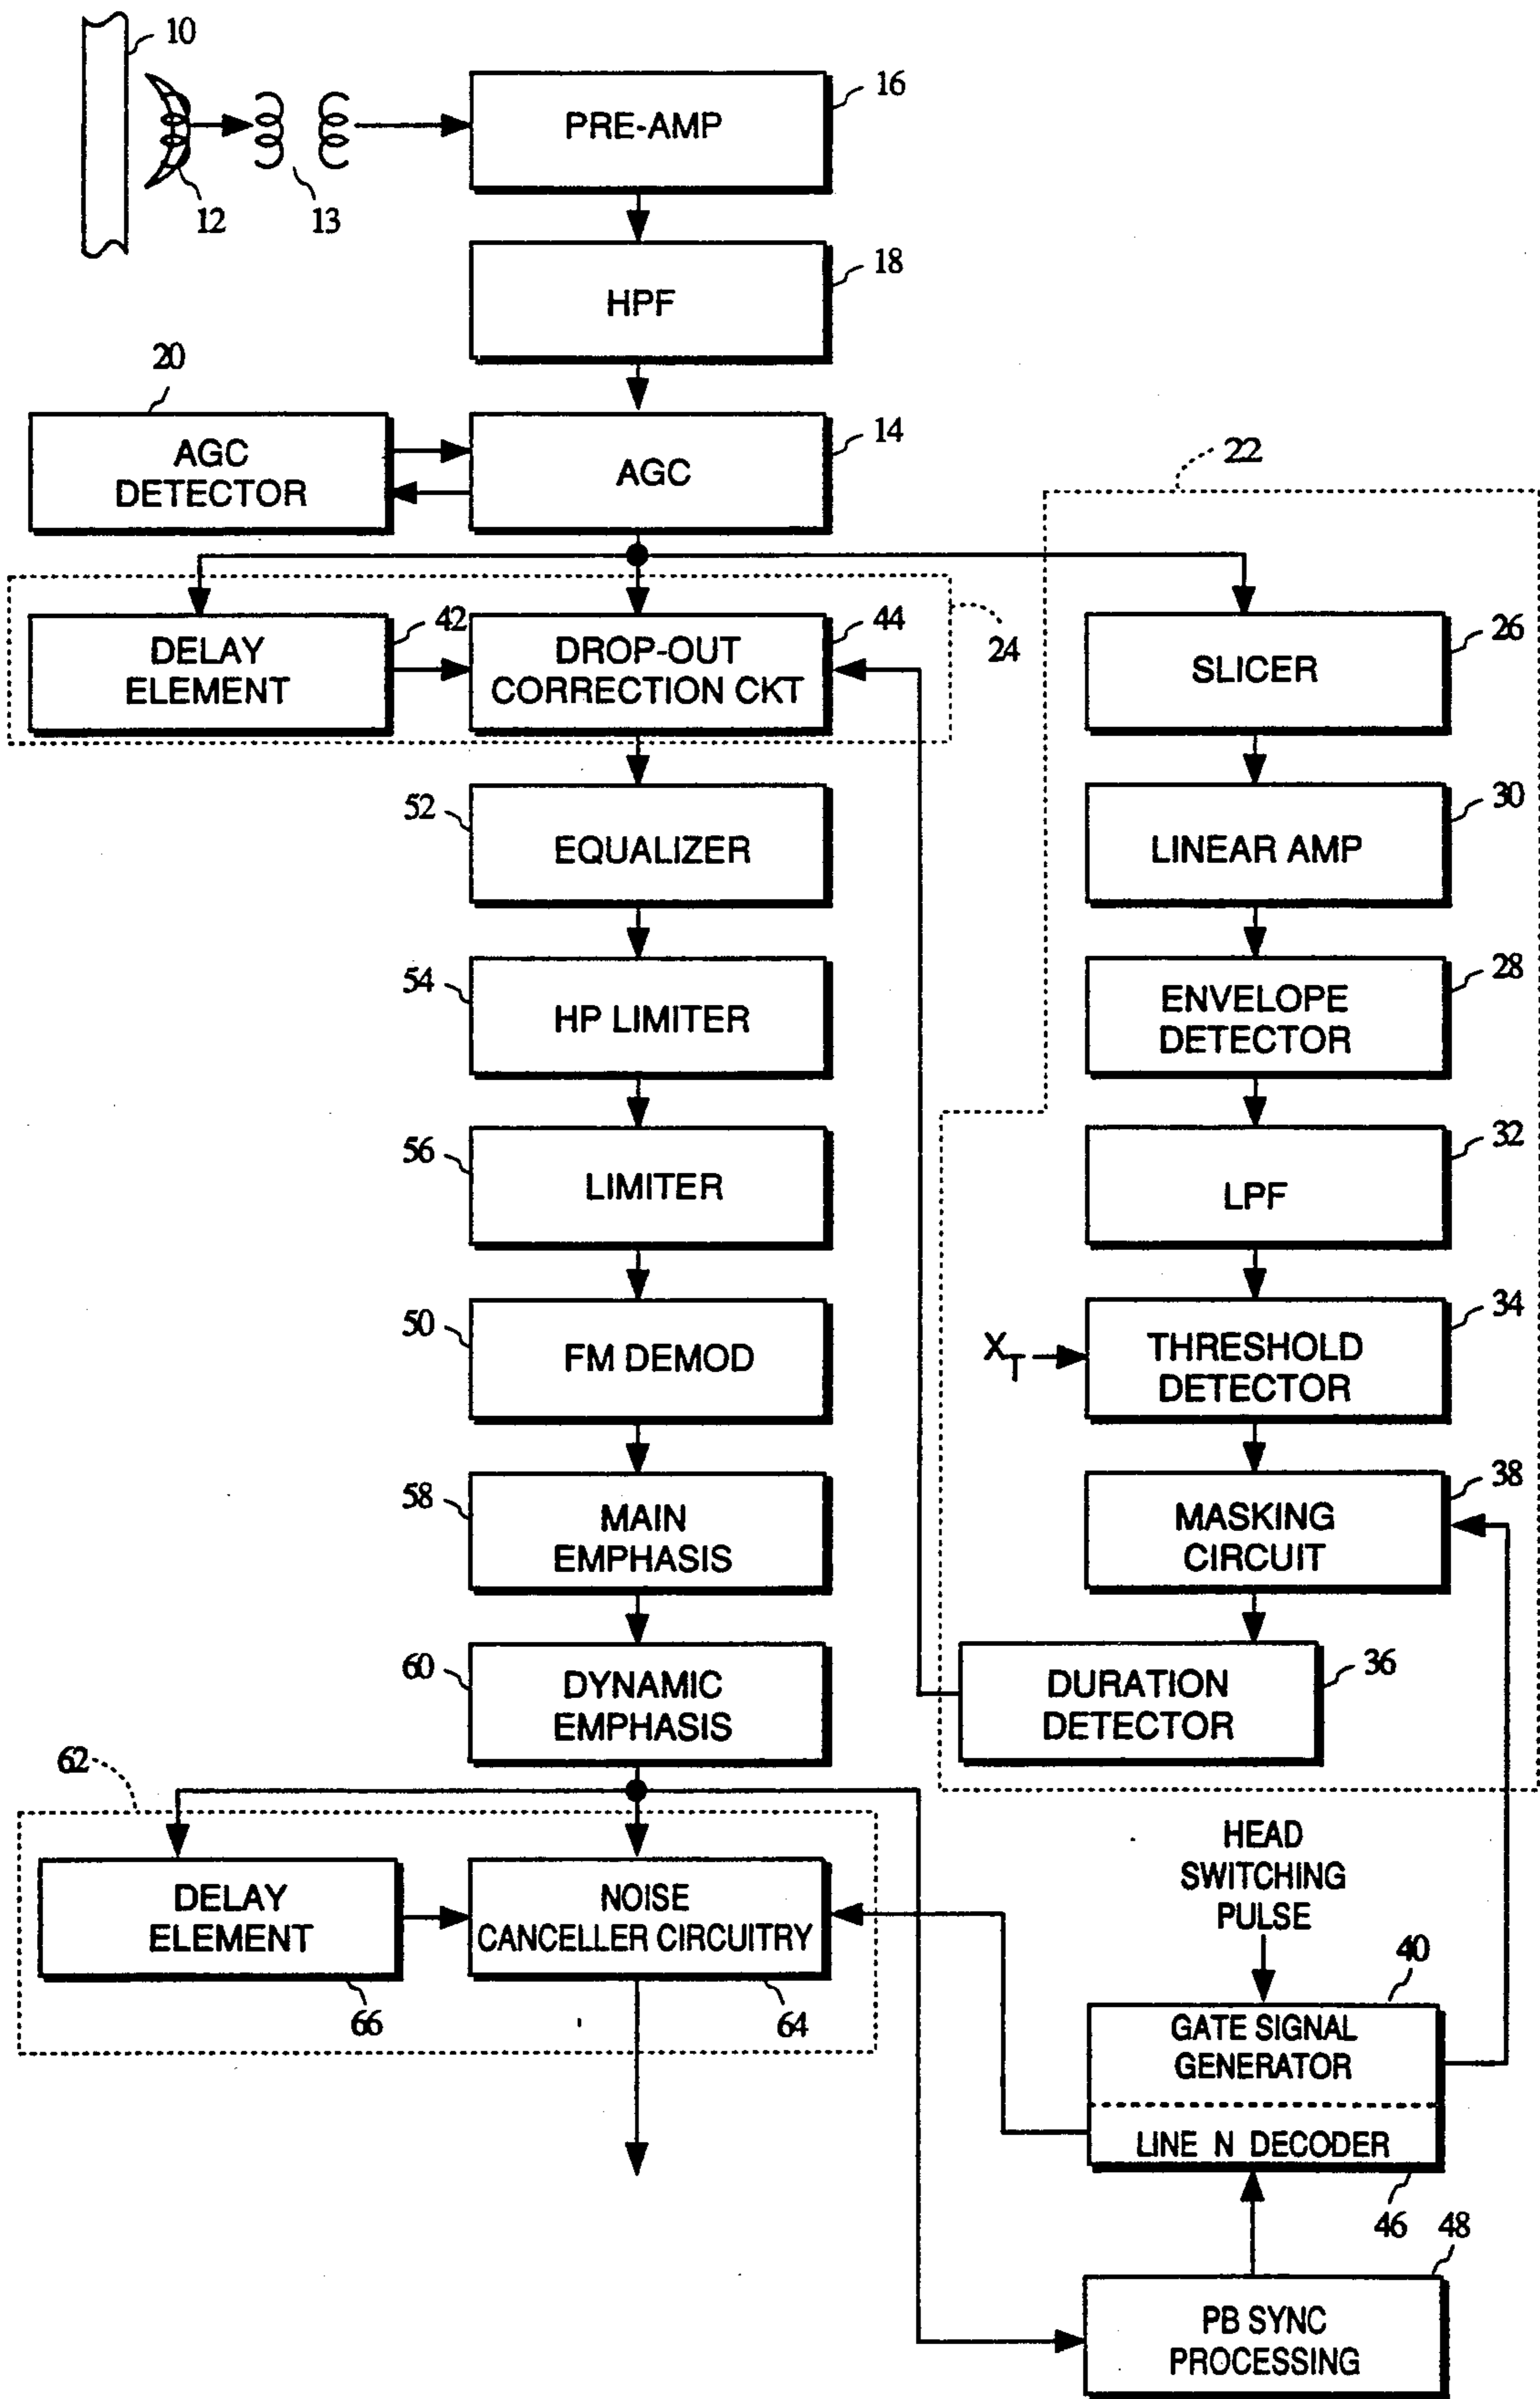 10
12
13
PRE-AMP
16
HPF
18
20
AGC
DETECTOR
AGC
14
22
DELAY
ELEMENT
42
DROP-OUT
CORRECTION CKT
44
24
SLICER
26
52
EQUALIZER
LINEAR AMP
30
54
HP LIMITER
ENVELOPE
DETECTOR
28
56
LIMITER
LPF
32
50
FM DEMOD
X_T
THRESHOLD
DETECTOR
34
58
MAIN
EMPHASIS
MASKING
CIRCUIT
38
60
DYNAMIC
EMPHASIS
DURATION
DETECTOR
36
62
DELAY
ELEMENT
66
NOISE
CANCELLER CIRCUITRY
64
HEAD
SWITCHING
PULSE
40
GATE SIGNAL
GENERATOR
LINE N DECODER
46
48
PB SYNC
PROCESSING